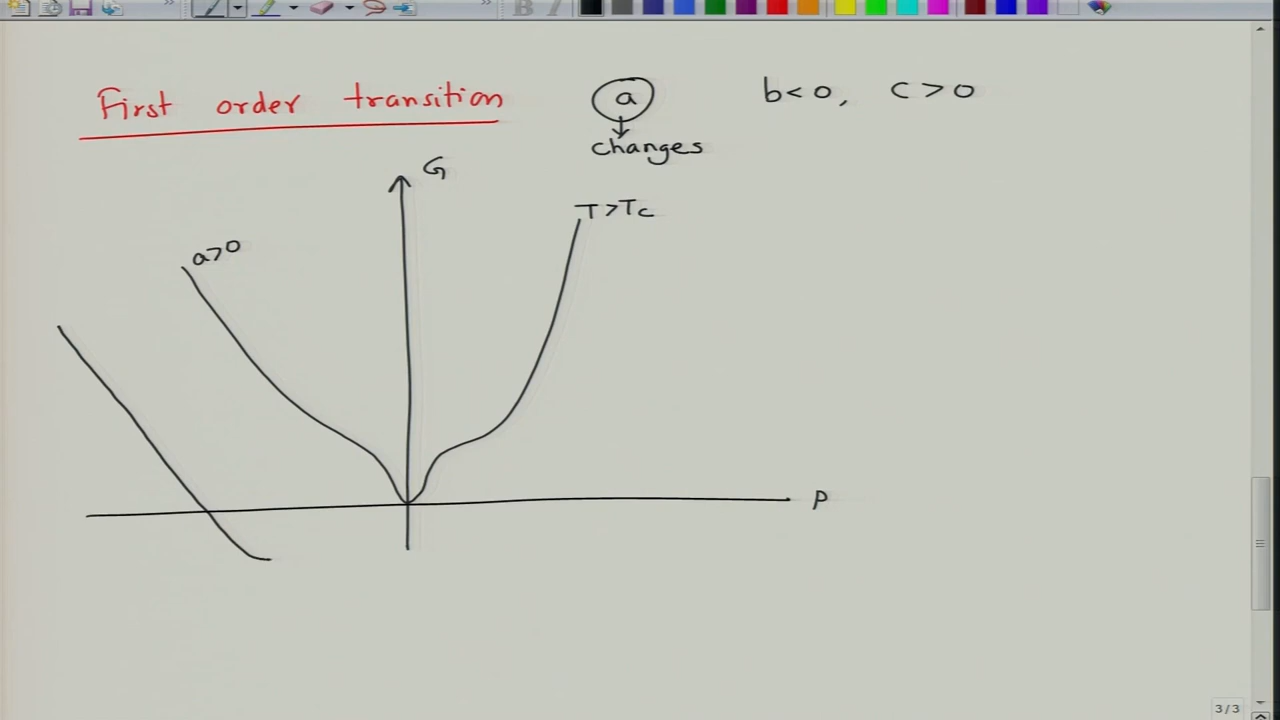 First order transition a b<0, c>0
changes
G
T>Tc
a>0
P
3/3